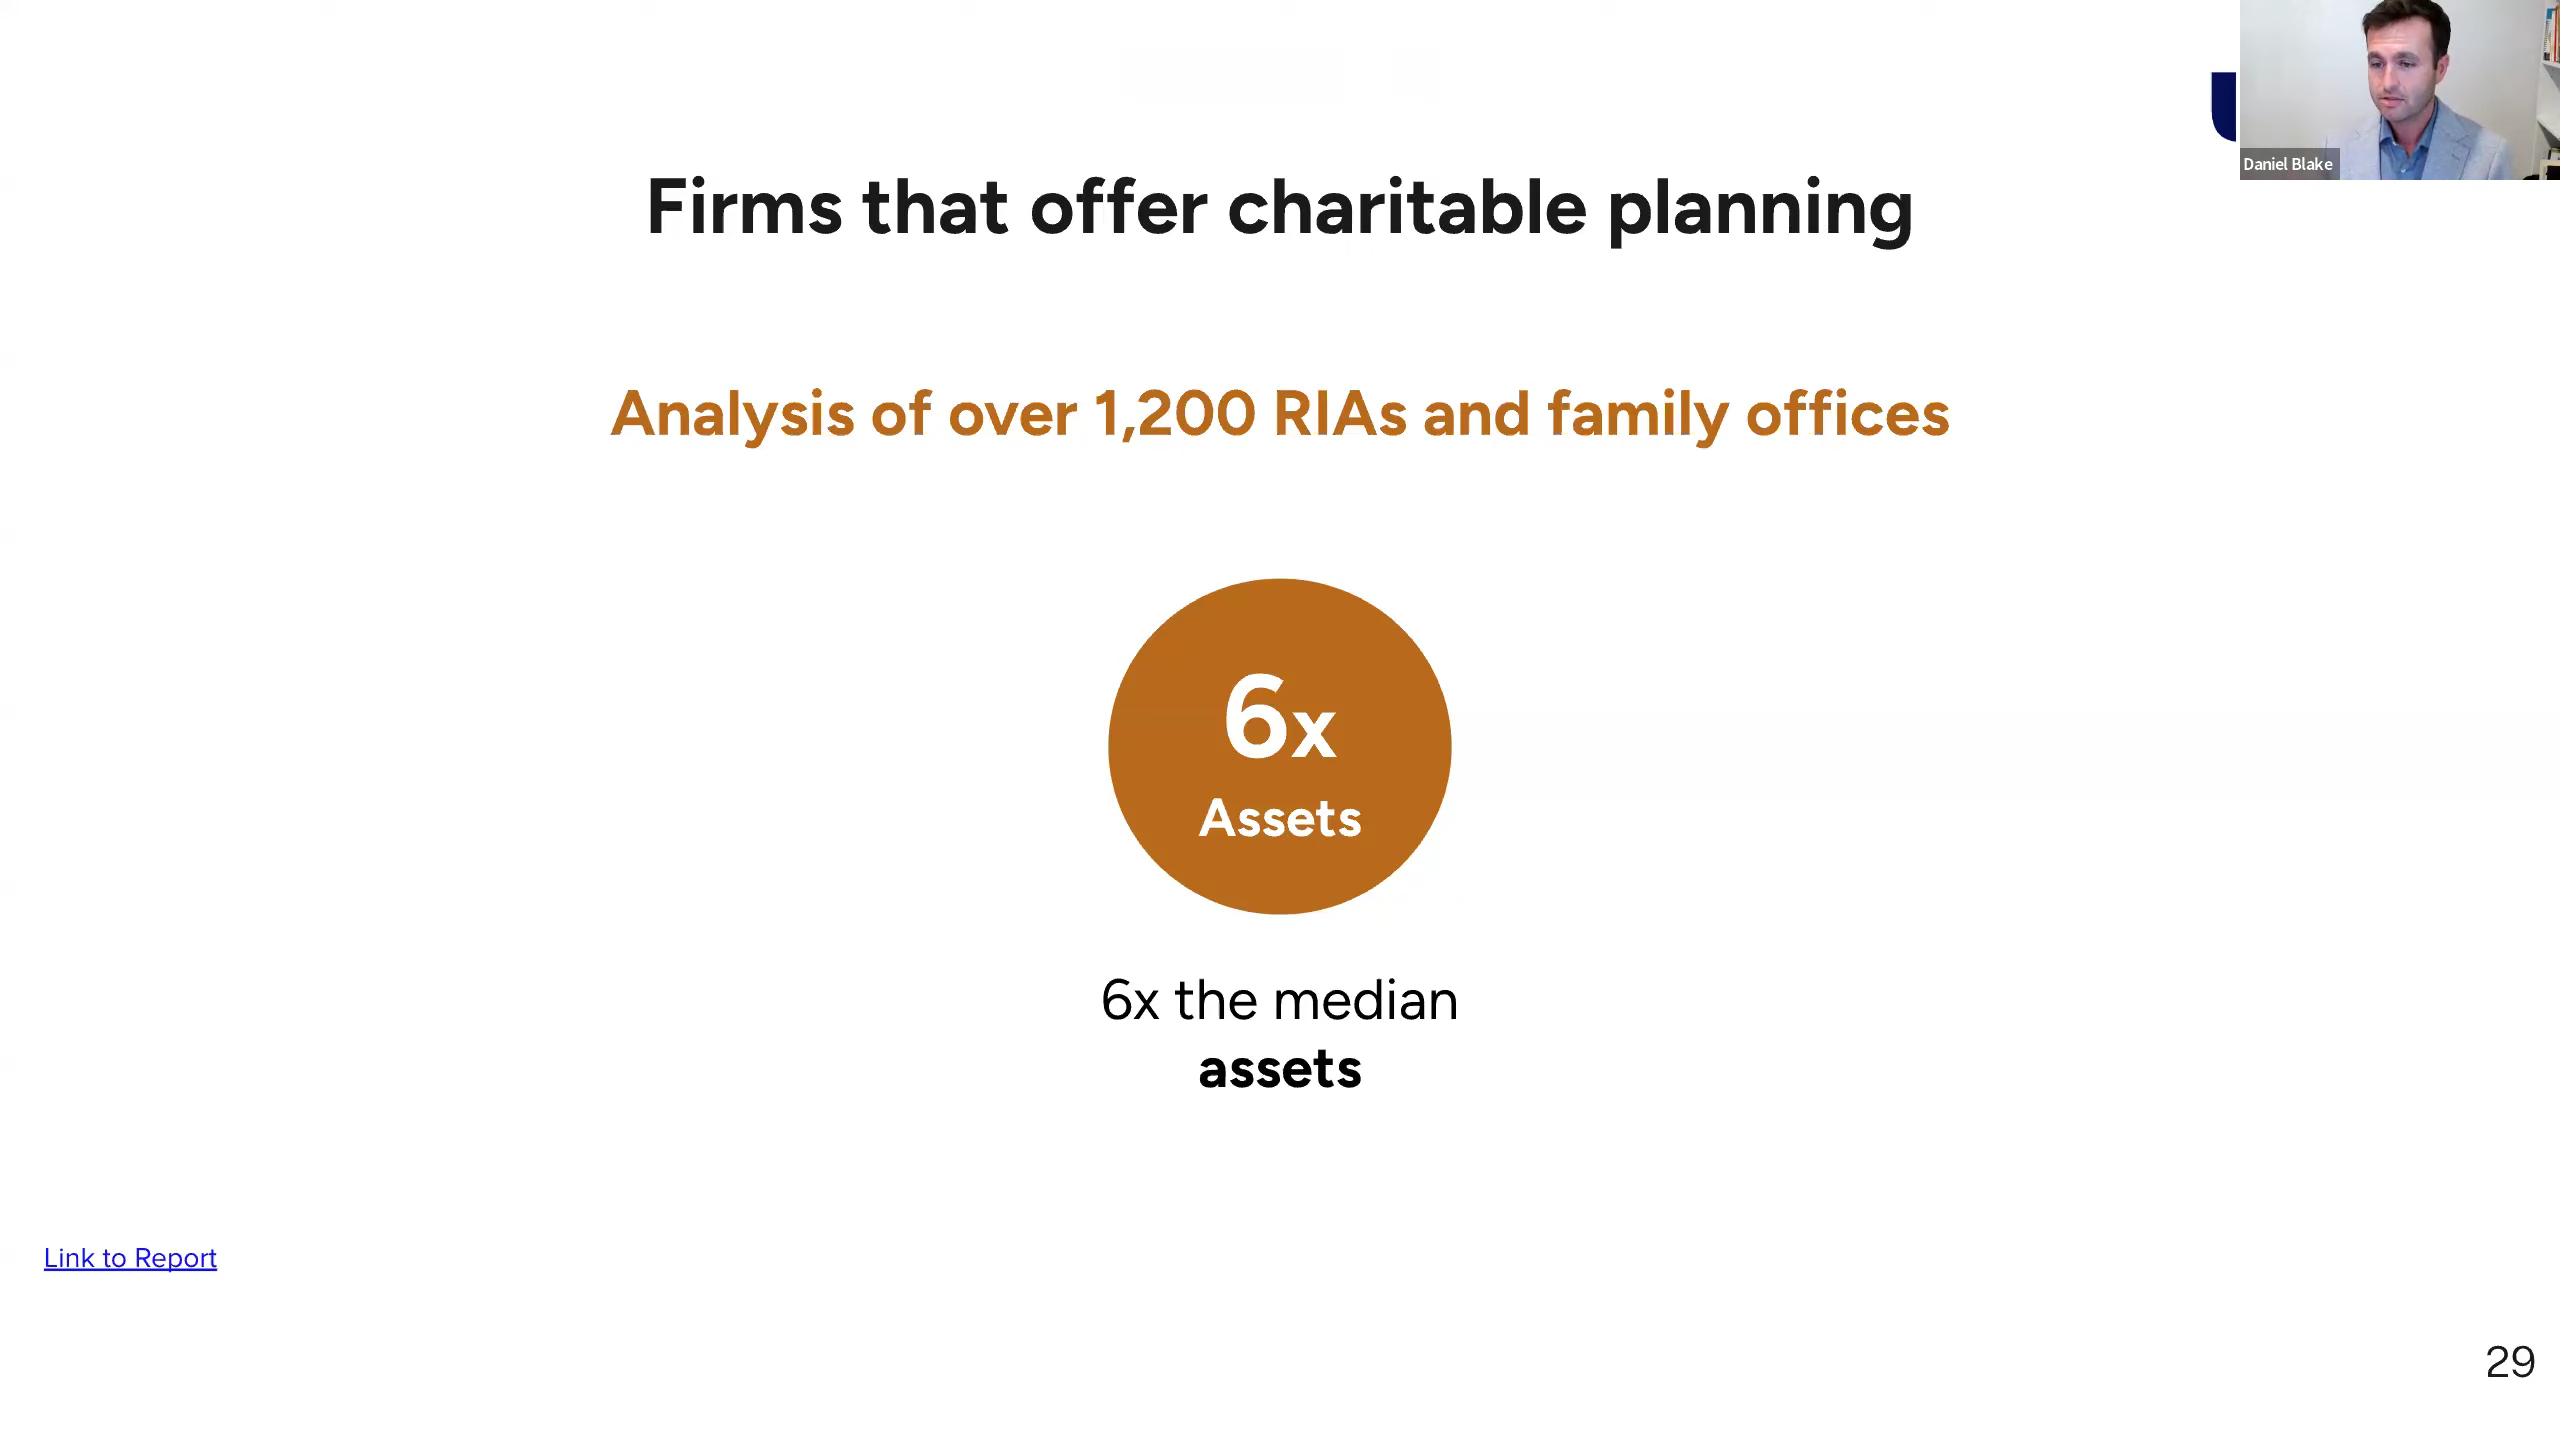 Daniel Blake
Firms that offer charitable planning
Analysis of over 1,200 RIAs and family offices
6x
Assets
6x the median
assets
Link to Report
29